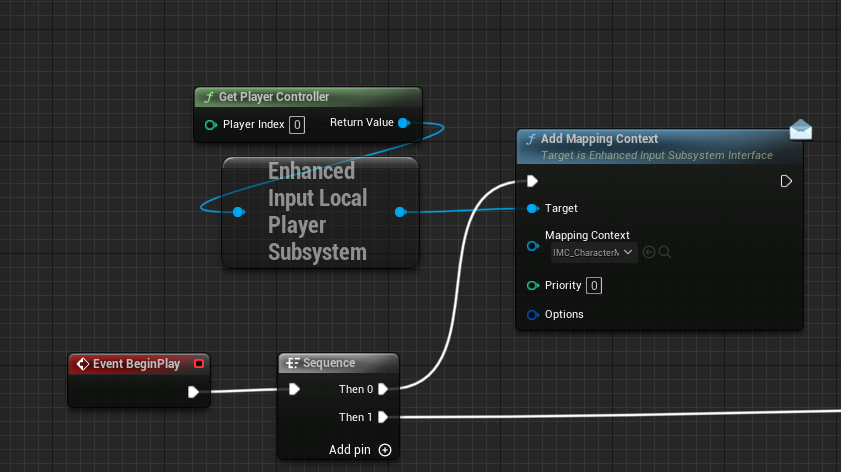 Get Player Controller
Player Index 0
Return Value
Enhanced
Input Local
Player
Subsystem
Add Mapping Context
Target is Enhanced Input Subsystem Interface
Target
Mapping Context
IMC_Character
Priority 0
Options
Event BeginPlay
Sequence
Then 0
Then 1
Add pin